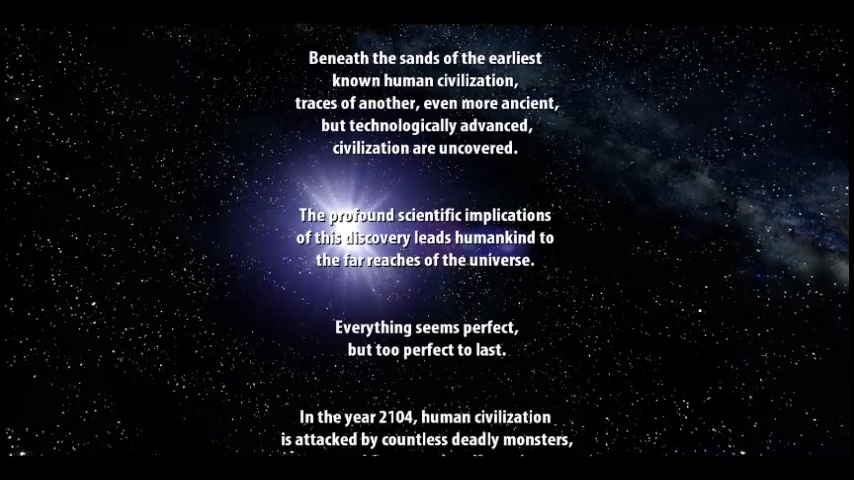 Beneath the sands of the earliest
known human civilization,
traces of another, even more ancient,
but technologically advanced,
civilization are uncovered.
The profound scientific implications
of this discovery leads humankind to
the far reaches of the universe.
Everything seems perfect,
but too perfect to last.
In the year 2104, human civilization
is attacked by countless deadly monsters,